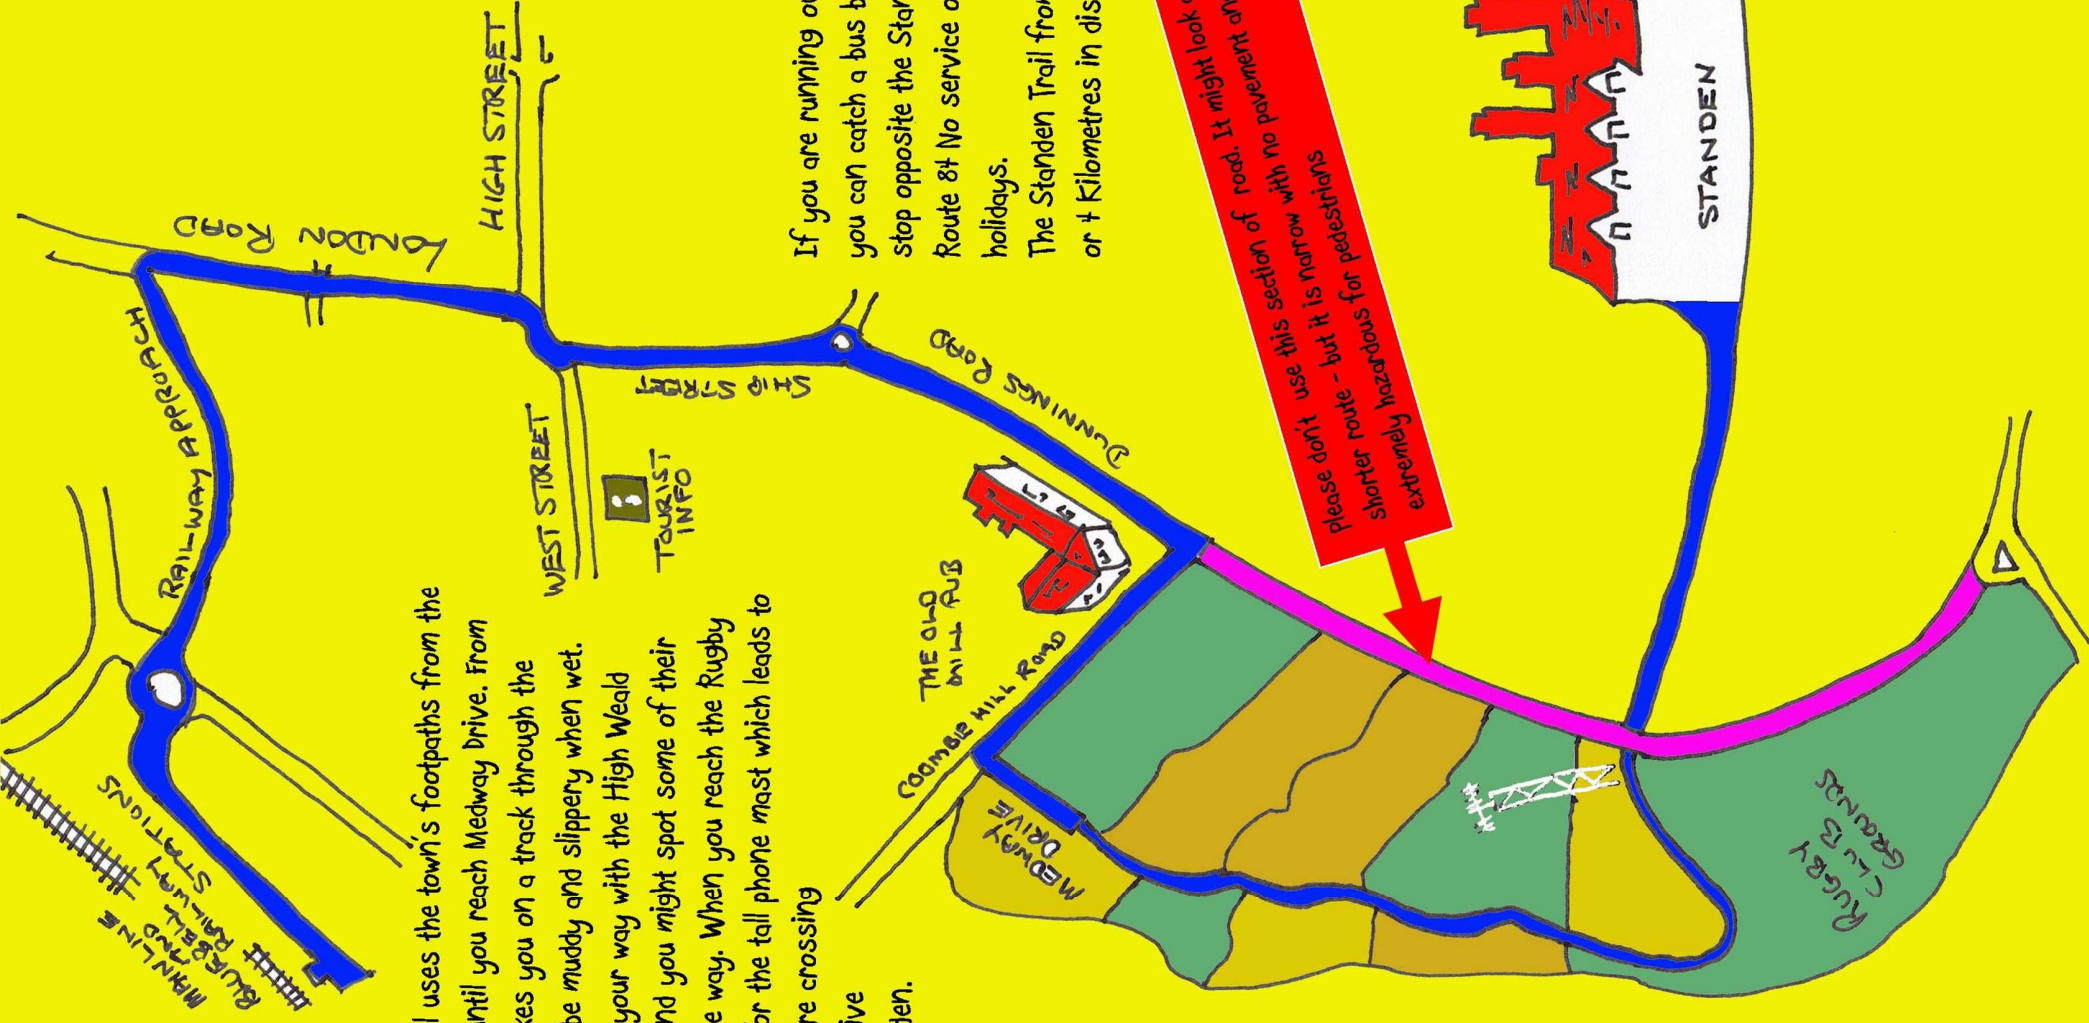 HIGH STREET
LONDON ROAD
RAILWAY APPROACH
SHIP
STREET
WEST STREET
TOURIST
INFO
DUNNINGS ROAD
THE OLD
MILL PUB
COOMBE HILL ROAD
MEDWAY
DRIVE
MAINLINE
AND
BLUEBELL
RAILWAY
STATIONS
STANDEN
RUGBY
CLUB
GROUNDS
If you are running ou
you can catch a bus b
stop opposite the Stan
Route 84 No service o
holidays.
The Standen Trail fro
or 4 Kilometres in dis
please don't use this section of road. It might look
shorter route - but it is narrow with no pavement an
extremely hazardous for pedestrians
l uses the town's footpaths from the
ntil you reach Medway Drive. From
kes you on a track through the
be muddy and slippery when wet.
your way with the High Weald
nd you might spot some of their
e way. When you reach the Rugby
or the tall phone mast which leads to
re crossing
ive
den.